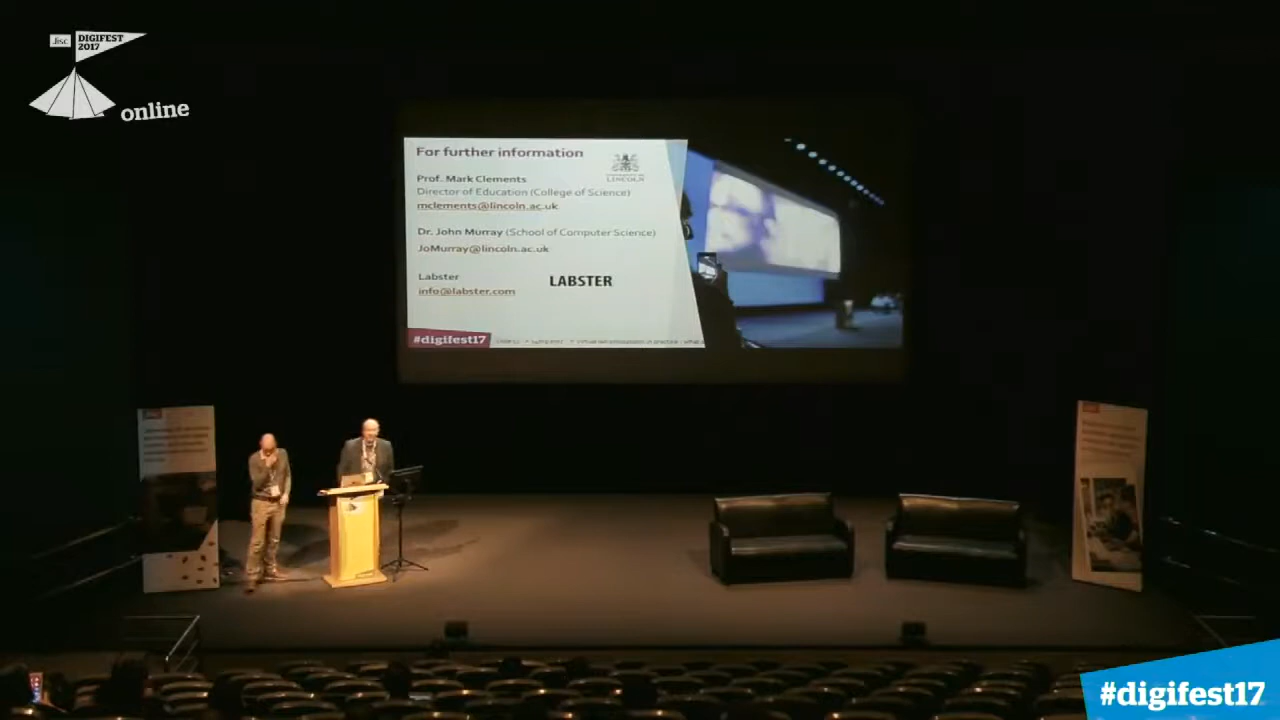 Jisc
DIGIFEST
2017
online
For further information
LINCOLN
Prof. Mark Clements
Director of Education (College of Science)
mclements@lincoln.ac.uk
Dr. John Murray (School of Computer Science)
JoMurray@lincoln.ac.uk
Labster
LABSTER
info@labster.com
#digifest17
#digifest17